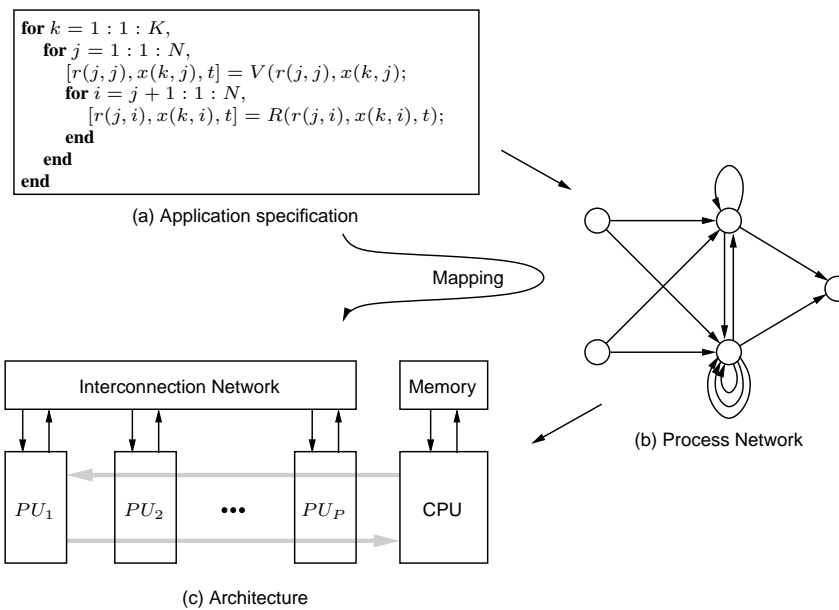 for k = 1 : 1 : K,
for j = 1 : 1 : N,
[r(j, j), x(k, j), t] = V(r(j, j), x(k, j);
for i = j + 1 : 1 : N,
[r(j, i), x(k, i), t] = R(r(j, i), x(k, i), t);
end
end
end
(a) Application specification
Mapping
(b) Process Network
Interconnection Network
Memory
PU₁
PU₂
•••
PU_P
CPU
(c) Architecture